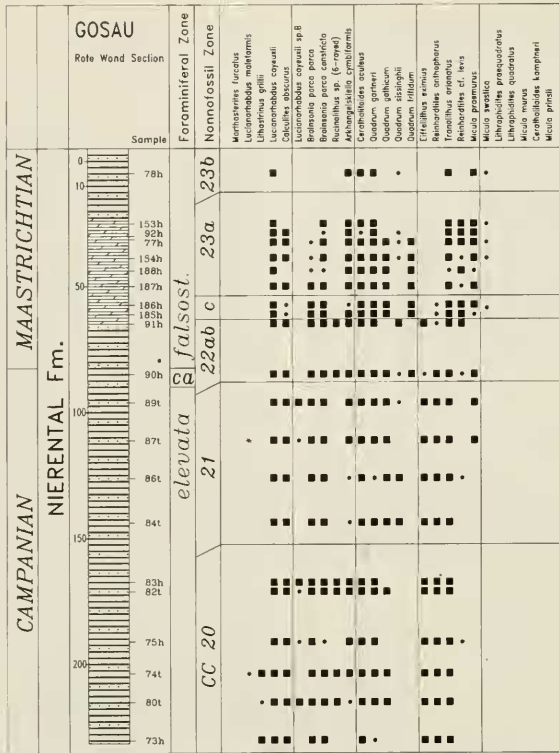 GOSAU
Rote Wand Section
Sample
Foraminiferal Zone
Nannofossil Zone
Marthasterites furcatus
Lucianorhabdus maleformis
Lithastrinus grillii
Lucianorhabdus cayeuxii
Calculites obscurus
Lucianorhabdus cayeuxii sp.B
Broinsonia parca parca
Broinsonia parca constricta
Rucinolithus sp. (6-rayed)
Arkhangelskiella cymbiformis
Ceratholithoides aculeus
Quadrum gartneri
Quadrum gothicum
Quadrum sissinghii
Quadrum trifidum
Eiffellithus eximius
Reinhardtites anthophorus
Tranolithus orionatus
Reinhardtites cf. levis
Micula praemurus
Micula swastica
Lithraphidites praequadratus
Lithraphidites quadratus
Micula murus
Ceratholithoides kamptneri
Micula prinsii
MAASTRICHTIAN
CAMPANIAN
NIERENTAL Fm.
0
10
50
100
150
200
78h
153h
92h
77h
154h
188h
187h
186h
185h
91h
90h
89t
87t
86t
84t
83h
82t
75h
74t
80t
73h
falsost.
ca
elevata
23b
23a
c
22ab
21
CC 20